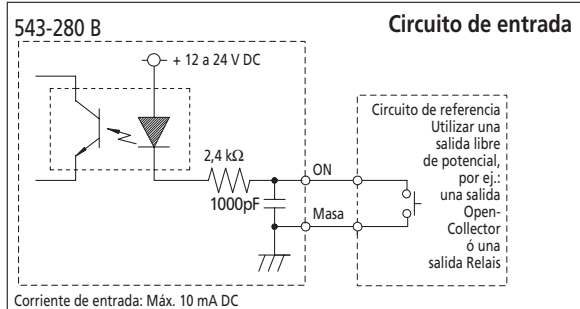 543-280 B
Circuito de entrada
+ 12 a 24 V DC
2,4 kΩ
1000pF
ON
Masa
Circuito de referencia
Utilizar una
salida libre
de potencial,
por ej.:
una salida
Open-
Collector
ó una
salida Relais
Corriente de entrada: Máx. 10 mA DC